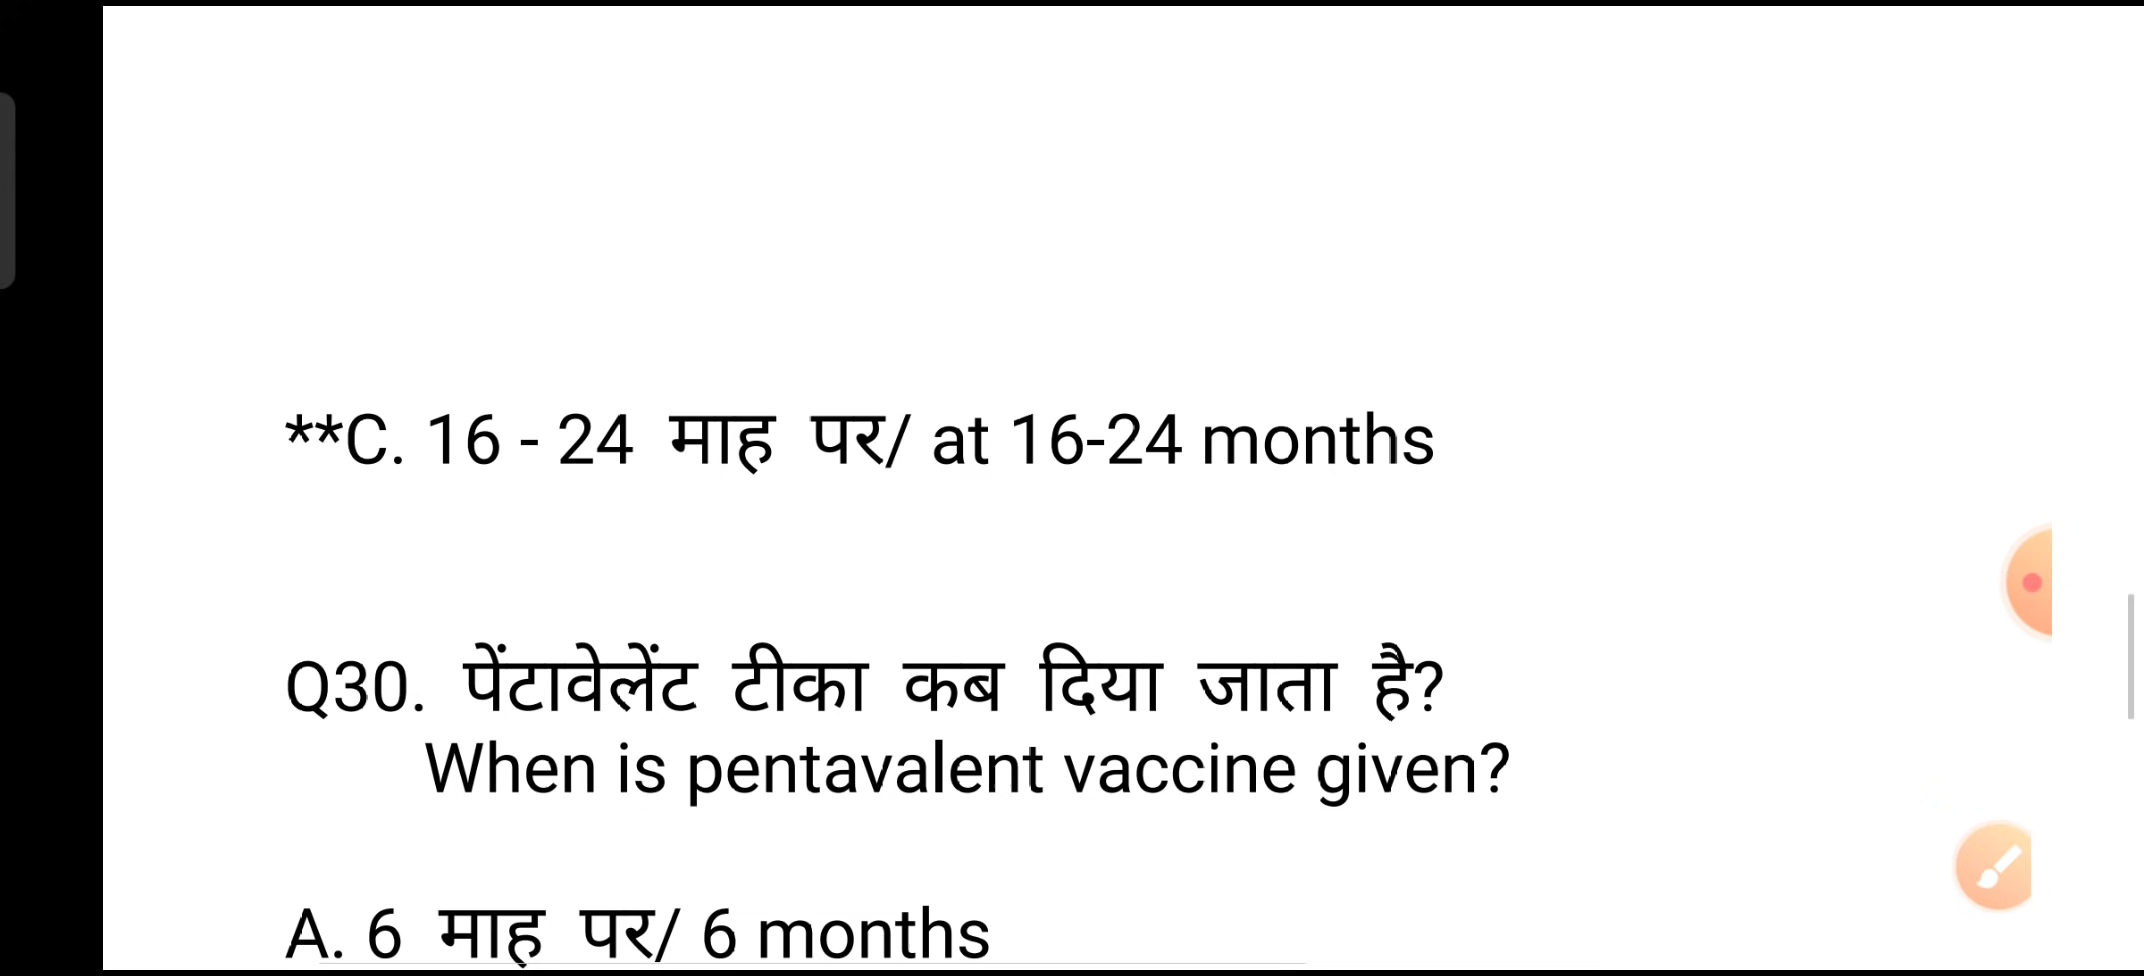 **C. 16 - 24 माह पर/ at 16-24 months
Q30. पेंटावेलेंट टीका कब दिया जाता है?
When is pentavalent vaccine given?
A. 6 माह पर/ 6 months